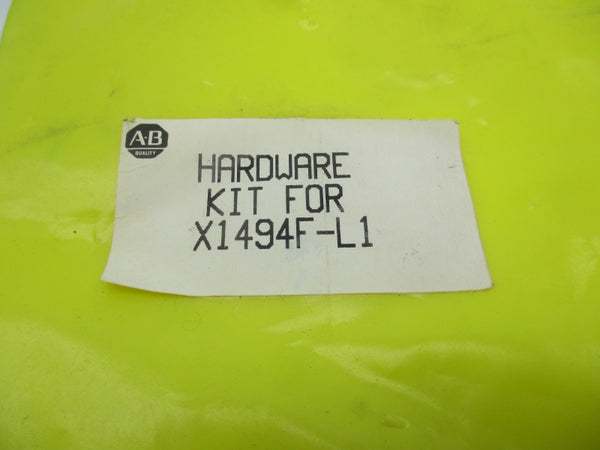 A-B
QUALITY
HARDWARE
KIT FOR
X1494F-L1